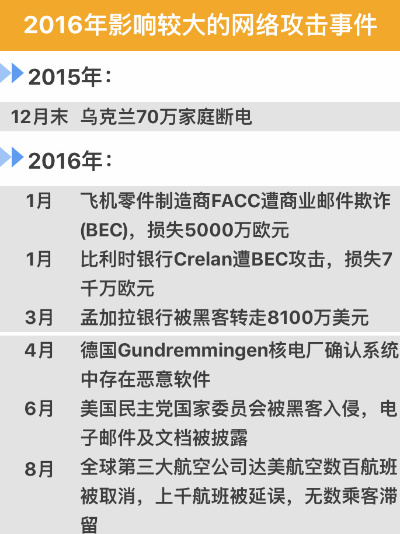 2016年影响较大的网络攻击事件
2015年：
12月末 乌克兰70万家庭断电
2016年：
1月 飞机零件制造商FACC遭商业邮件欺诈
(BEC)，损失5000万欧元
1月 比利时银行Crelan遭BEC攻击，损失7
千万欧元
3月 孟加拉银行被黑客转走8100万美元
4月 德国Gundremmingen核电厂确认系统
中存在恶意软件
6月 美国民主党国家委员会被黑客入侵，电
子邮件及文档被披露
8月 全球第三大航空公司达美航空数百航班
被取消，上千航班被延误，无数乘客滞
留